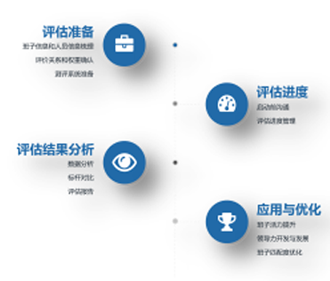 评估准备
班子信息和人员信息梳理
评价关系和权重确认
测评系统准备
评估进度
启动前沟通
评估进度管理
评估结果分析
数据分析
标杆对比
评估报告
应用与优化
班子活力提升
领导力开发与发展
班子匹配度优化